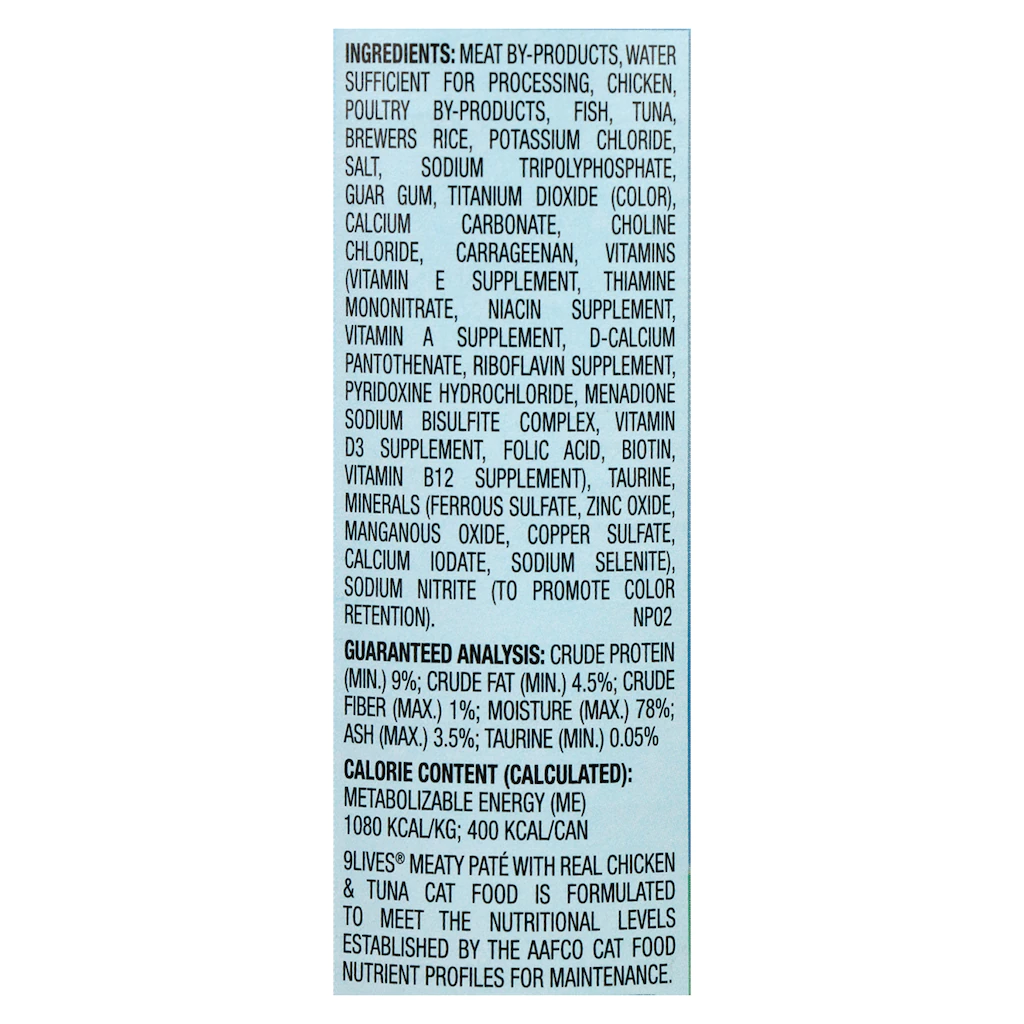 INGREDIENTS: MEAT BY-PRODUCTS, WATER
SUFFICIENT FOR PROCESSING, CHICKEN,
POULTRY BY-PRODUCTS, FISH, TUNA,
BREWERS RICE, POTASSIUM CHLORIDE,
SALT, SODIUM TRIPOLYPHOSPHATE,
GUAR GUM, TITANIUM DIOXIDE (COLOR),
CALCIUM CARBONATE, CHOLINE
CHLORIDE, CARRAGEENAN, VITAMINS
(VITAMIN E SUPPLEMENT, THIAMINE
MONONITRATE, NIACIN SUPPLEMENT,
VITAMIN A SUPPLEMENT, D-CALCIUM
PANTOTHENATE, RIBOFLAVIN SUPPLEMENT,
PYRIDOXINE HYDROCHLORIDE, MENADIONE
SODIUM BISULFITE COMPLEX, VITAMIN
D3 SUPPLEMENT, FOLIC ACID, BIOTIN,
VITAMIN B12 SUPPLEMENT), TAURINE,
MINERALS (FERROUS SULFATE, ZINC OXIDE,
MANGANOUS OXIDE, COPPER SULFATE,
CALCIUM IODATE, SODIUM SELENITE),
SODIUM NITRITE (TO PROMOTE COLOR
RETENTION). NP02
GUARANTEED ANALYSIS: CRUDE PROTEIN
(MIN.) 9%; CRUDE FAT (MIN.) 4.5%; CRUDE
FIBER (MAX.) 1%; MOISTURE (MAX.) 78%;
ASH (MAX.) 3.5%; TAURINE (MIN.) 0.05%
CALORIE CONTENT (CALCULATED):
METABOLIZABLE ENERGY (ME)
1080 KCAL/KG; 400 KCAL/CAN
9LIVES® MEATY PATÉ WITH REAL CHICKEN
& TUNA CAT FOOD IS FORMULATED
TO MEET THE NUTRITIONAL LEVELS
ESTABLISHED BY THE AAFCO CAT FOOD
NUTRIENT PROFILES FOR MAINTENANCE.